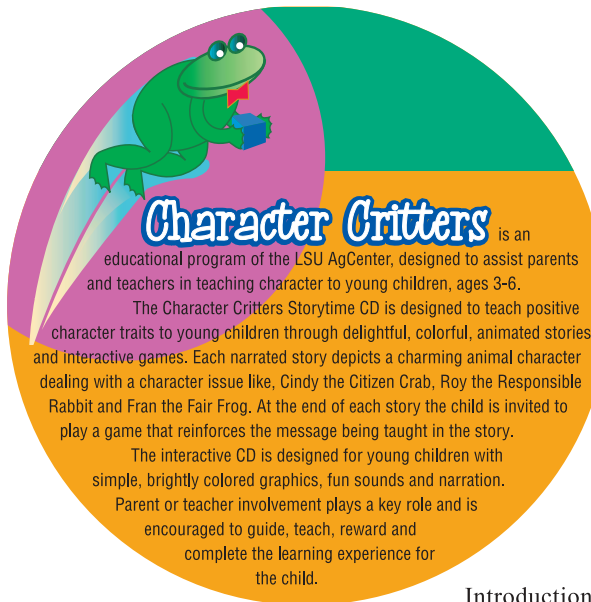 Character Critters is an
educational program of the LSU AgCenter, designed to assist parents
and teachers in teaching character to young children, ages 3-6.
The Character Critters Storytime CD is designed to teach positive
character traits to young children through delightful, colorful, animated stories
and interactive games. Each narrated story depicts a charming animal character
dealing with a character issue like, Cindy the Citizen Crab, Roy the Responsible
Rabbit and Fran the Fair Frog. At the end of each story the child is invited to
play a game that reinforces the message being taught in the story.
The interactive CD is designed for young children with
simple, brightly colored graphics, fun sounds and narration.
Parent or teacher involvement plays a key role and is
encouraged to guide, teach, reward and
complete the learning experience for
the child.
Introduction